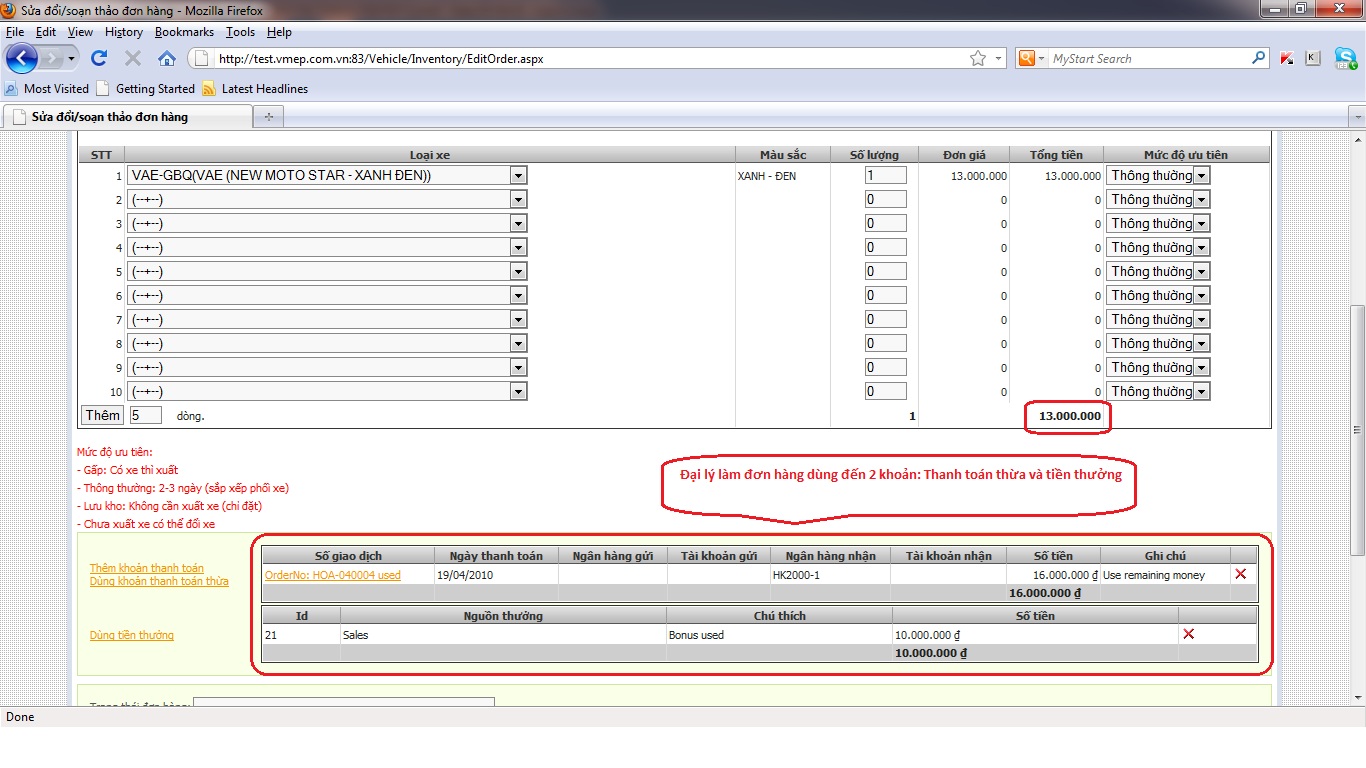 Sửa đổi/soạn thảo đơn hàng - Mozilla Firefox
File Edit View History Bookmarks Tools Help
http://test.vmep.com.vn:83/Vehicle/Inventory/EditOrder.aspx
MyStart Search
Most Visited Getting Started Latest Headlines
Sửa đổi/soạn thảo đơn hàng
STT Loại xe Màu sắc Số lượng Đơn giá Tổng tiền Mức độ ưu tiên
1 VAE-GBQ(VAE (NEW MOTO STAR - XANH ĐEN)) XANH - ĐEN 1 13.000.000 13.000.000 Thông thường
2 (--+--) 0 0 0 Thông thường
3 (--+--) 0 0 0 Thông thường
4 (--+--) 0 0 0 Thông thường
5 (--+--) 0 0 0 Thông thường
6 (--+--) 0 0 0 Thông thường
7 (--+--) 0 0 0 Thông thường
8 (--+--) 0 0 0 Thông thường
9 (--+--) 0 0 0 Thông thường
10 (--+--) 0 0 0 Thông thường
Thêm 5 dòng. 1 13.000.000
Mức độ ưu tiên:
- Gấp: Có xe thì xuất
- Thông thường: 2-3 ngày (sắp xếp phối xe)
- Lưu kho: Không cần xuất xe (chỉ đặt)
- Chưa xuất xe có thể đổi xe
Đại lý làm đơn hàng dùng đến 2 khoản: Thanh toán thừa và tiền thưởng
Thêm khoản thanh toán
Dùng khoản thanh toán thừa
Số giao dịch Ngày thanh toán Ngân hàng gửi Tài khoản gửi Ngân hàng nhận Tài khoản nhận Số tiền Ghi chú
OrderNo: HOA-040004 used 19/04/2010 HK2000-1 16.000.000 ₫ Use remaining money
16.000.000 ₫
Dùng tiền thưởng
Id Nguồn thưởng Chú thích Số tiền
21 Sales Bonus used 10.000.000 ₫
10.000.000 ₫
Trạng thái đơn hàng:
Done